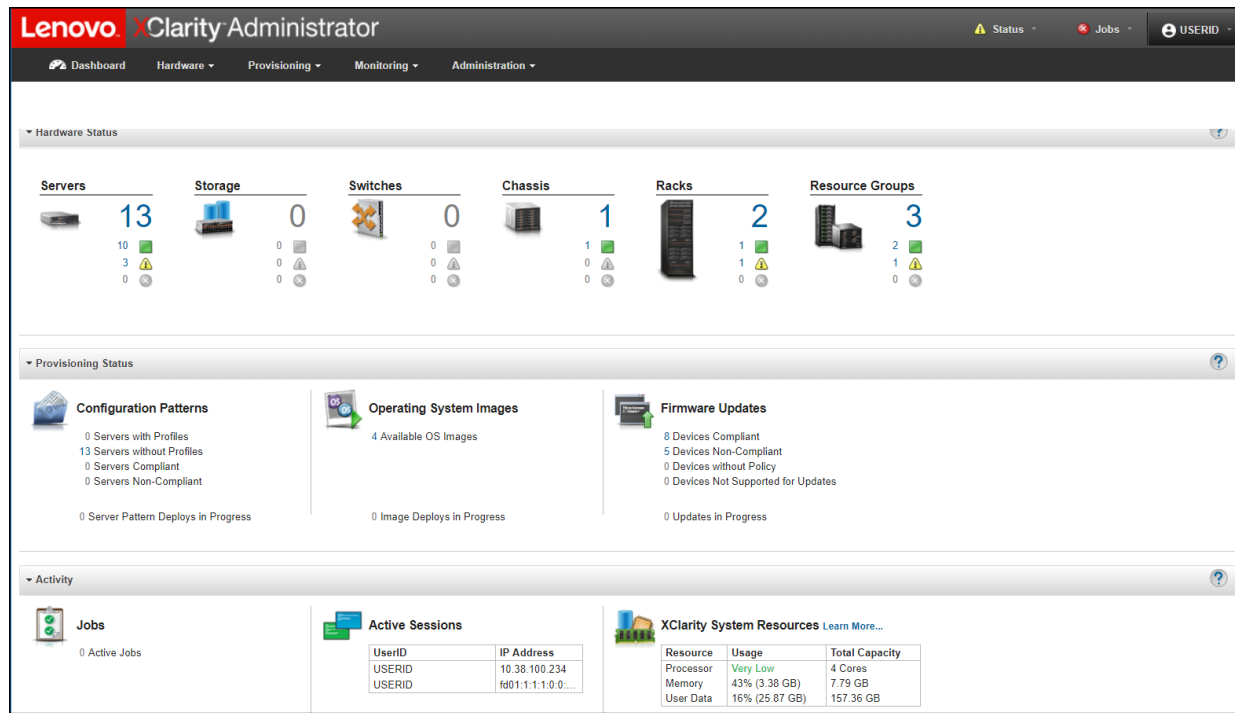 Lenovo. XClarity Administrator
Status
Jobs
USERID
Dashboard Hardware Provisioning Monitoring Administration
Hardware Status
?
Servers Storage Switches Chassis Racks Resource Groups
13 0 0 1 2 3
10 0 0 1 1 2
3 0 0 0 1 1
0 0 0 0 0 0
Provisioning Status
?
Configuration Patterns
0 Servers with Profiles
13 Servers without Profiles
0 Servers Compliant
0 Servers Non-Compliant
0 Server Pattern Deploys in Progress
OS
OS
Operating System Images
4 Available OS Images
0 Image Deploys in Progress
Firmware Updates
8 Devices Compliant
5 Devices Non-Compliant
0 Devices without Policy
0 Devices Not Supported for Updates
0 Updates in Progress
Activity
?
Jobs
0 Active Jobs
Active Sessions
UserID IP Address
USERID 10.38.100.234
USERID fd01:1:1:1:0:0:...
XClarity System Resources Learn More...
Resource Usage Total Capacity
Processor Very Low 4 Cores
Memory 43% (3.38 GB) 7.79 GB
User Data 16% (25.87 GB) 157.36 GB